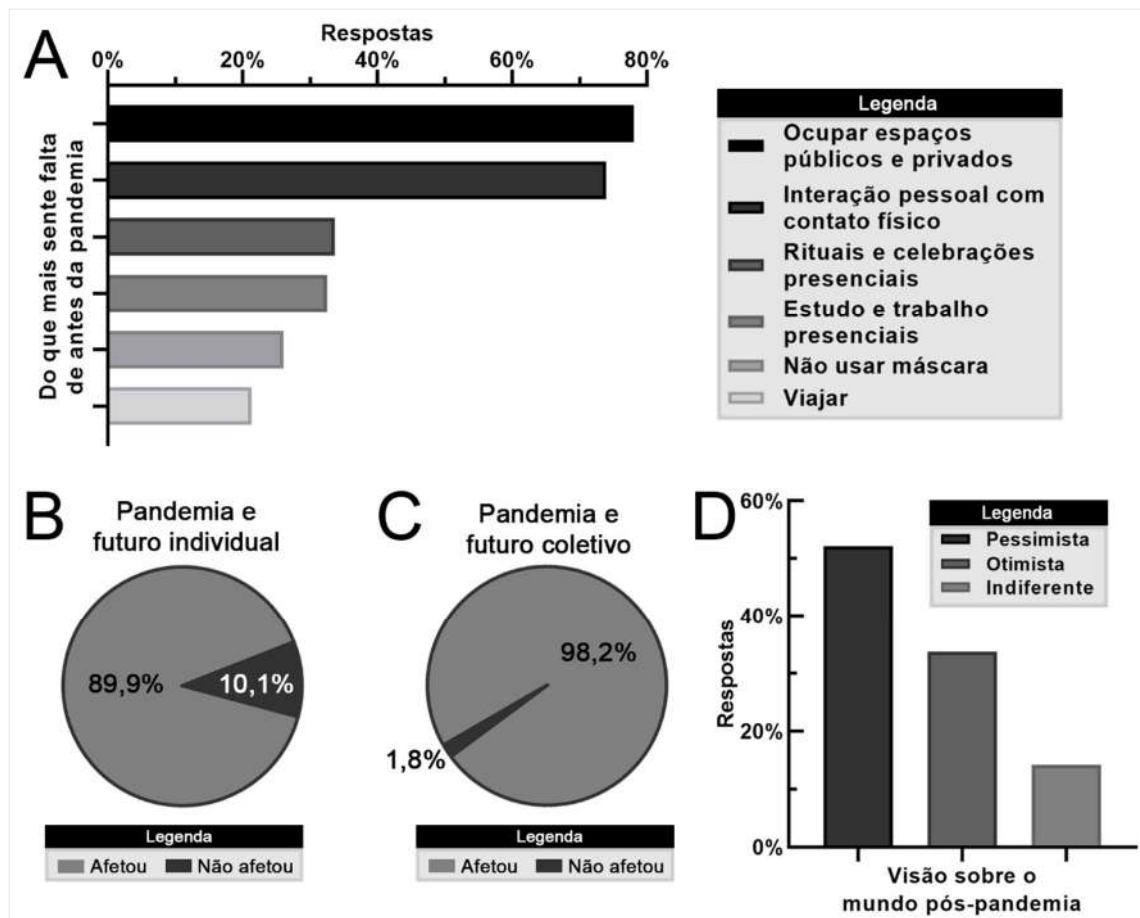 A
Respostas
0% 20% 40% 60% 80%
Do que mais sente falta
de antes da pandemia
Legenda
Ocupar espaços
públicos e privados
Interação pessoal com
contato físico
Rituais e celebrações
presenciais
Estudo e trabalho
presenciais
Não usar máscara
Viajar
B
Pandemia e
futuro individual
89,9%
10,1%
Legenda
Afetou Não afetou
C
Pandemia e
futuro coletivo
98,2%
1,8%
Legenda
Afetou Não afetou
D
60%
40%
20%
0%
Respostas
Legenda
Pessimista
Otimista
Indiferente
Visão sobre o
mundo pós-pandemia